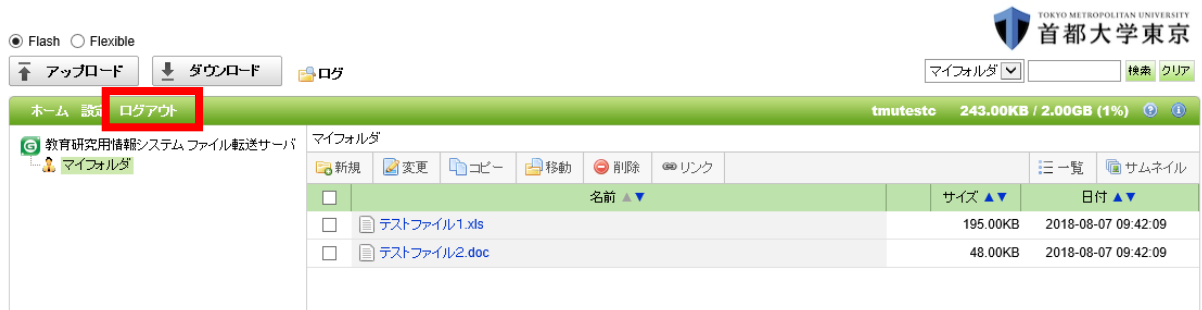 TOKYO METROPOLITAN UNIVERSITY
首都大学東京
Flash Flexible
アップロード ダウンロード ログ マイフォルダ 検索 クリア
ホーム 設定 ログアウト tmutestc 243.00KB / 2.00GB (1%)
教育研究用情報システム ファイル転送サーバ
マイフォルダ
マイフォルダ
新規 変更 コピー 移動 削除 リンク 一覧 サムネイル
名前 ▲▼ サイズ ▲▼ 日付 ▲▼
テストファイル1.xls 195.00KB 2018-08-07 09:42:09
テストファイル2.doc 48.00KB 2018-08-07 09:42:09